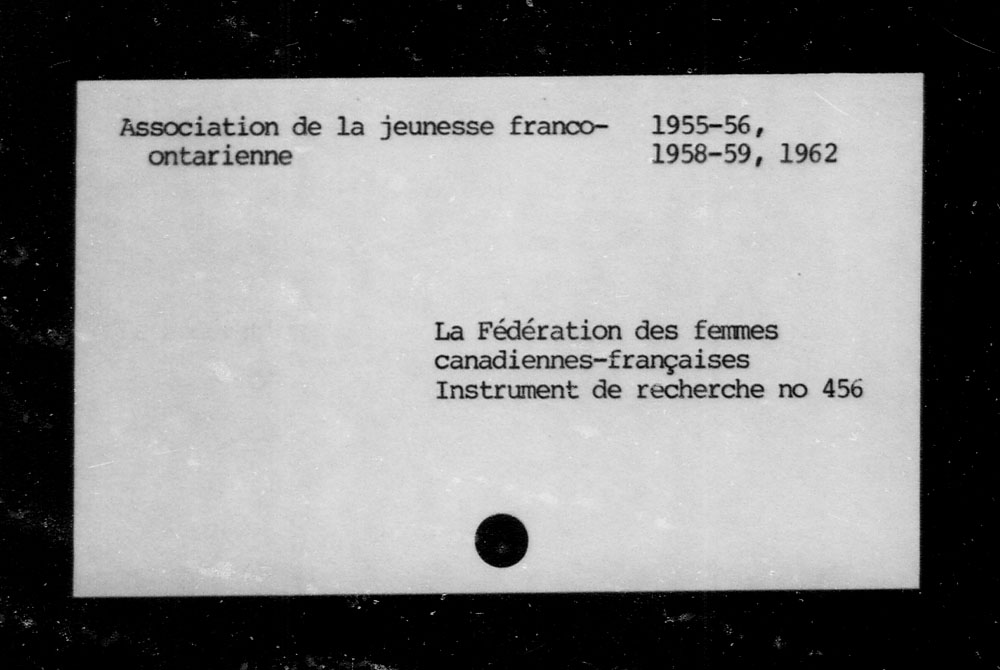 Association de la jeunesse franco- 1955-56,
ontarienne 1958-59, 1962
La Fédération des femmes
canadiennes-françaises
Instrument de recherche no 456